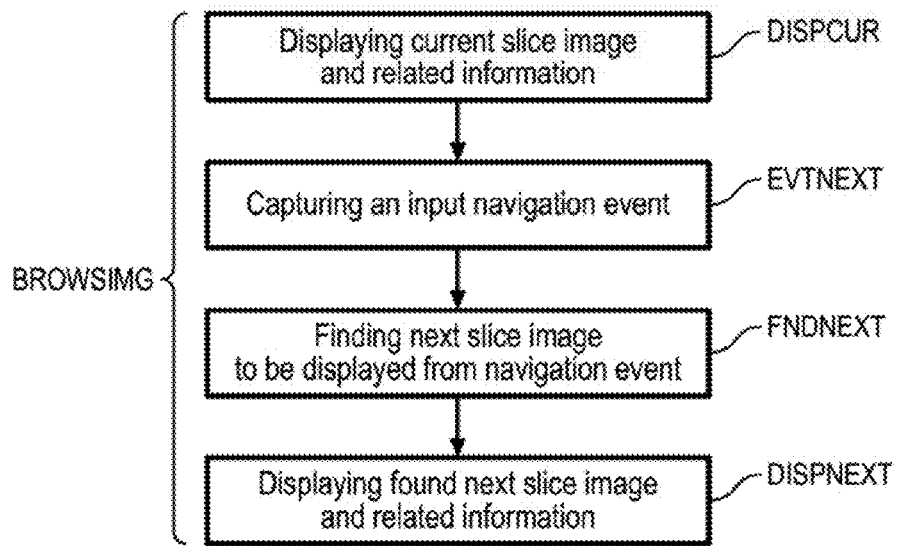 Displaying current slice image
and related information
DISPCUR
Capturing an input navigation event
EVTNEXT
BROWSIMG
Finding next slice image
to be displayed from navigation event
FNDNEXT
Displaying found next slice image
and related information
DISPNEXT